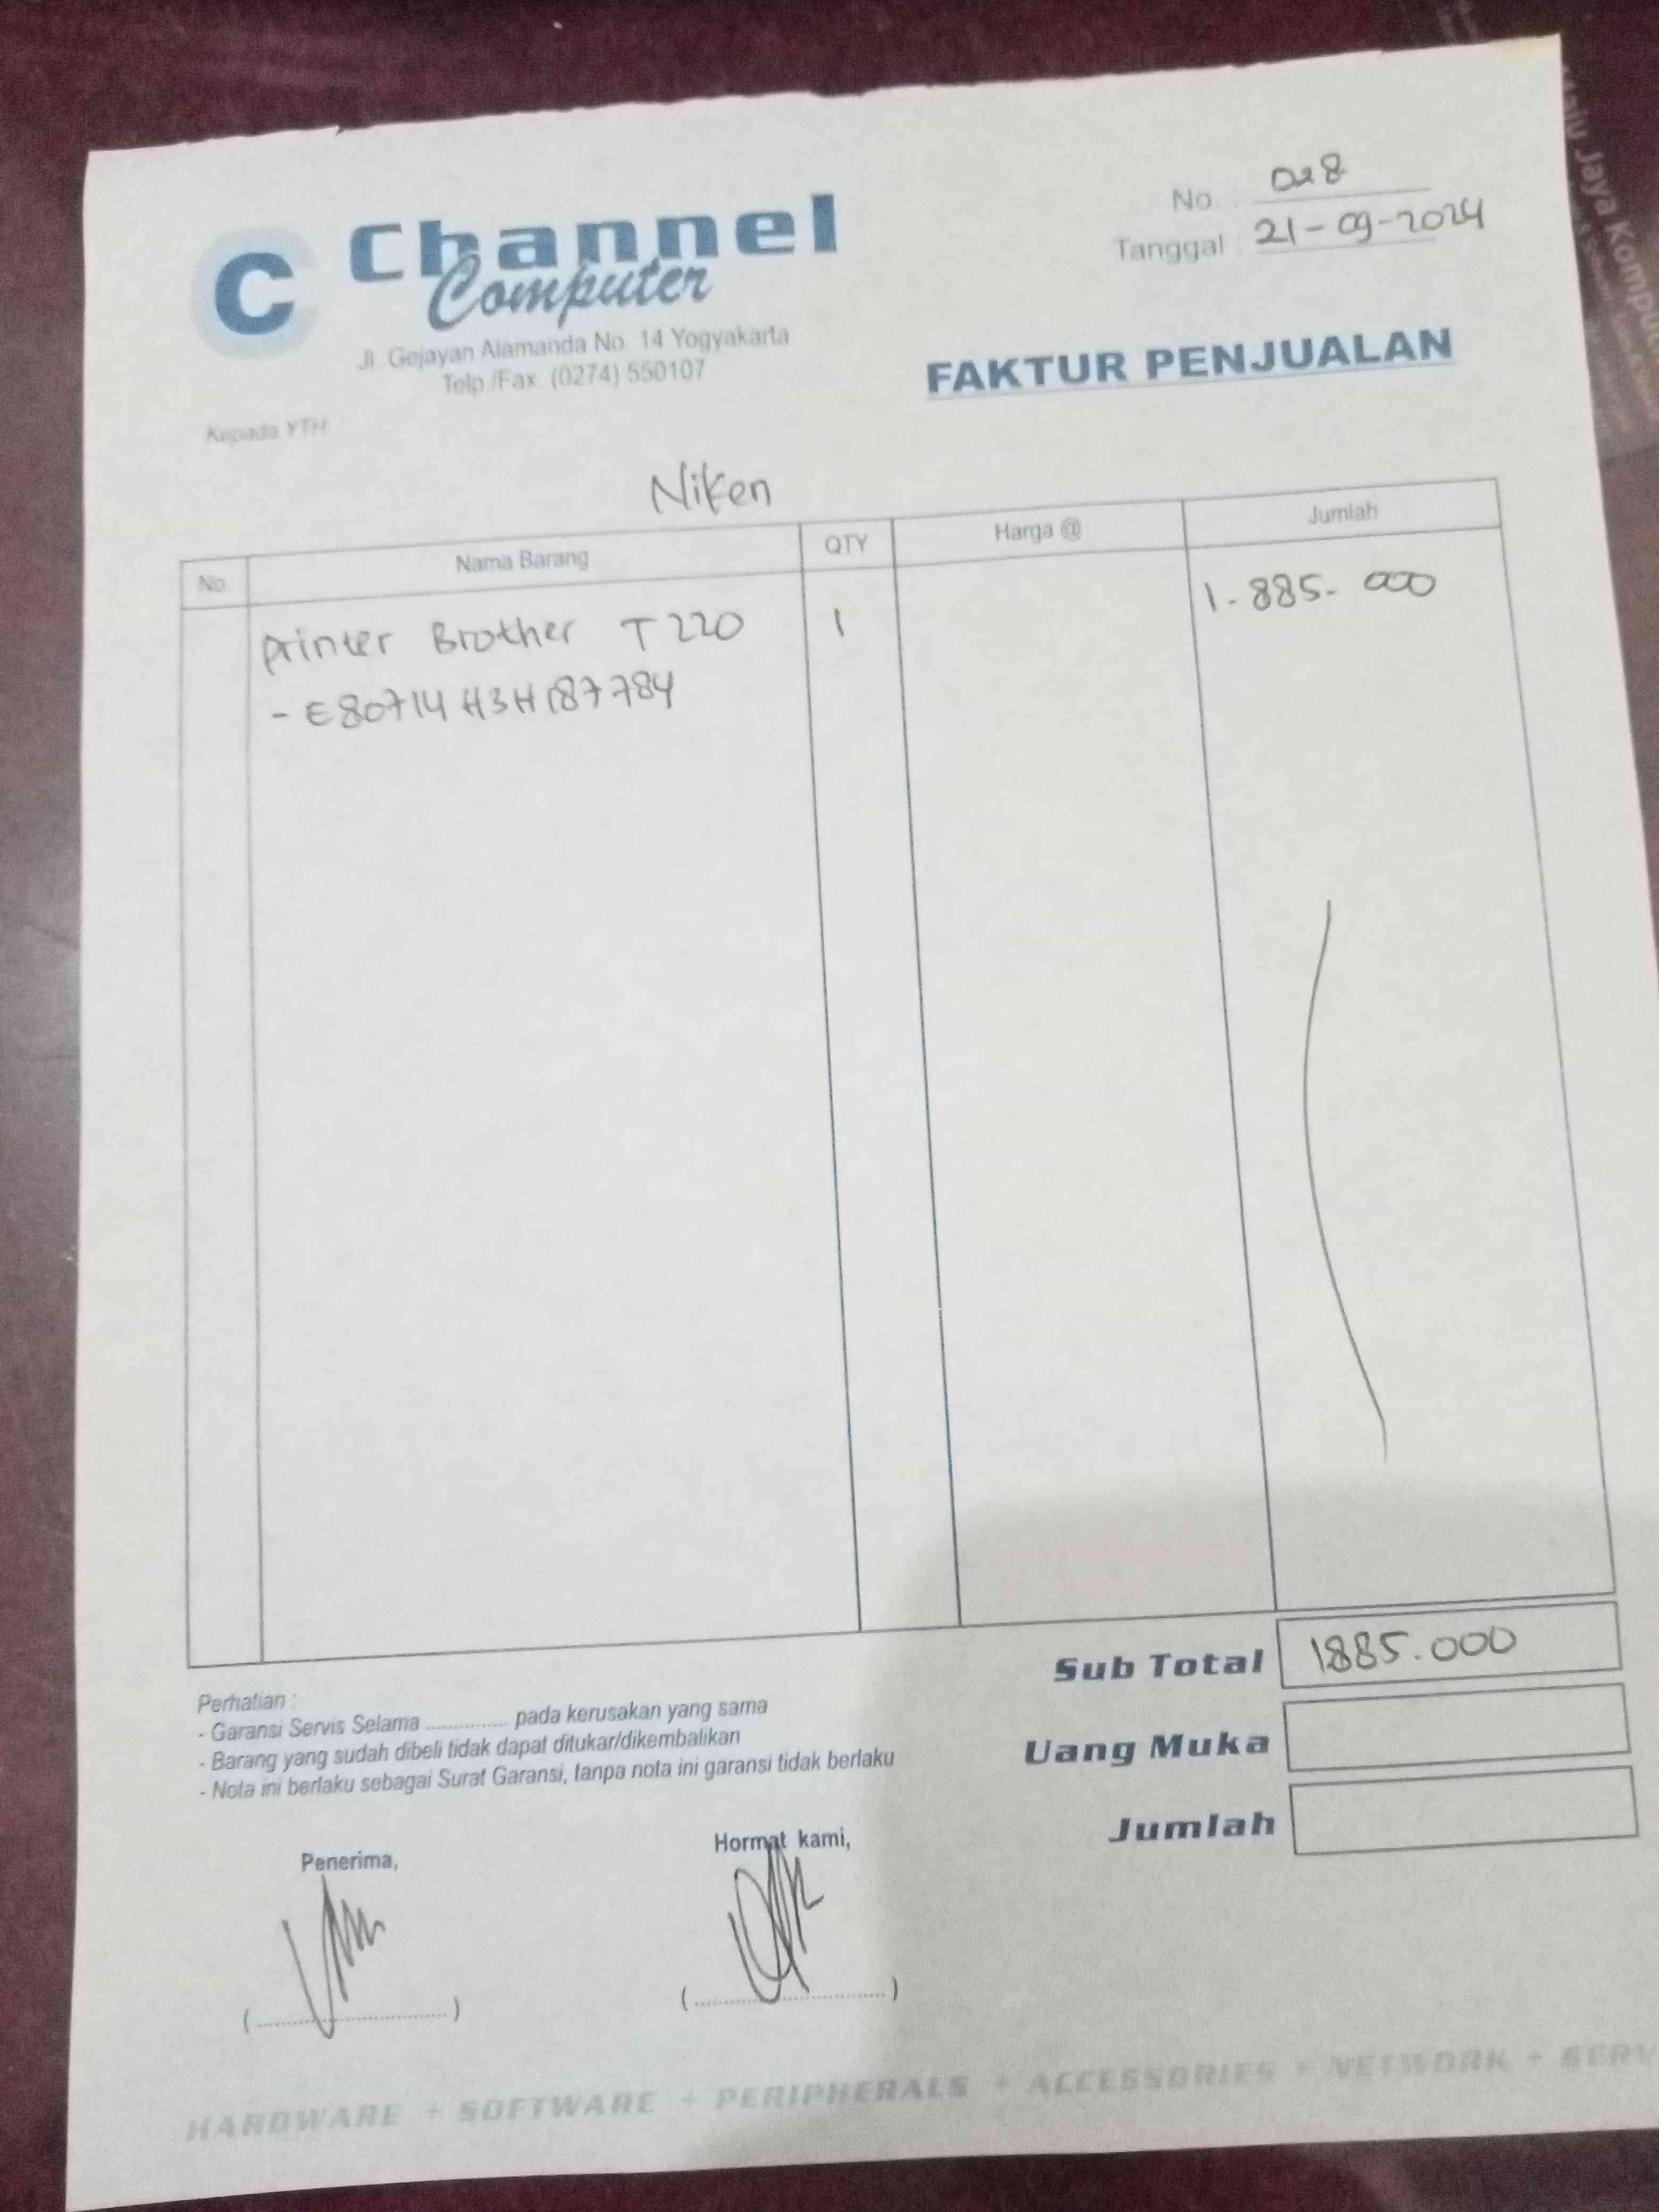 No : 028
Tanggal : 21-09-2024
C Channel
Computer
Jl. Gejayan Alamanda No. 14 Yogyakarta
Telp./Fax. (0274) 550107
FAKTUR PENJUALAN
Kepada YTH :
Niken
No. Nama Barang QTY Harga @ Jumlah
Printer Brother T220 1 1.885.000
- E80714H3H187784
Sub Total 1885.000
Uang Muka
Jumlah
Perhatian :
- Garansi Servis Selama ................ pada kerusakan yang sama
- Barang yang sudah dibeli tidak dapat ditukar/dikembalikan
- Nota ini berlaku sebagai Surat Garansi, tanpa nota ini garansi tidak berlaku
Penerima, Hormat kami,
HARDWARE + SOFTWARE + PERIPHERALS + ACCESSORIES + NETWORK + SERV
Jaya Komput